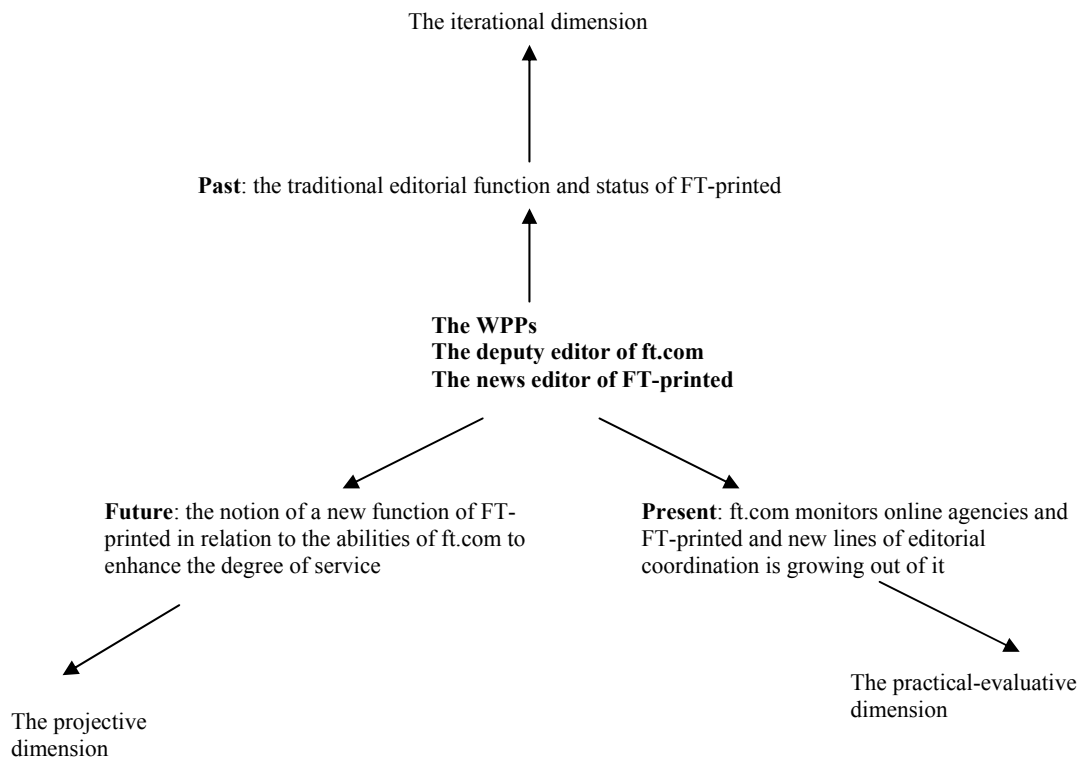 The iterational dimension
Past: the traditional editorial function and status of FT-printed
The WPPs
The deputy editor of ft.com
The news editor of FT-printed
Future: the notion of a new function of FT-
printed in relation to the abilities of ft.com to
enhance the degree of service
Present: ft.com monitors online agencies and
FT-printed and new lines of editorial
coordination is growing out of it
The projective
dimension
The practical-evaluative
dimension